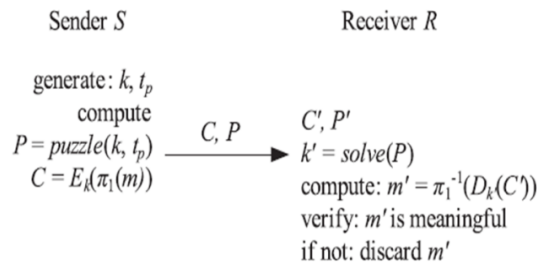 Sender S
generate: k, tₚ
compute
P = puzzle(k, tₚ)
C = Eₖ(π₁(m))
C, P
Receiver R
C', P'
k' = solve(P)
compute: m' = π₁⁻¹(Dₖ(C'))
verify: m' is meaningful
if not: discard m'